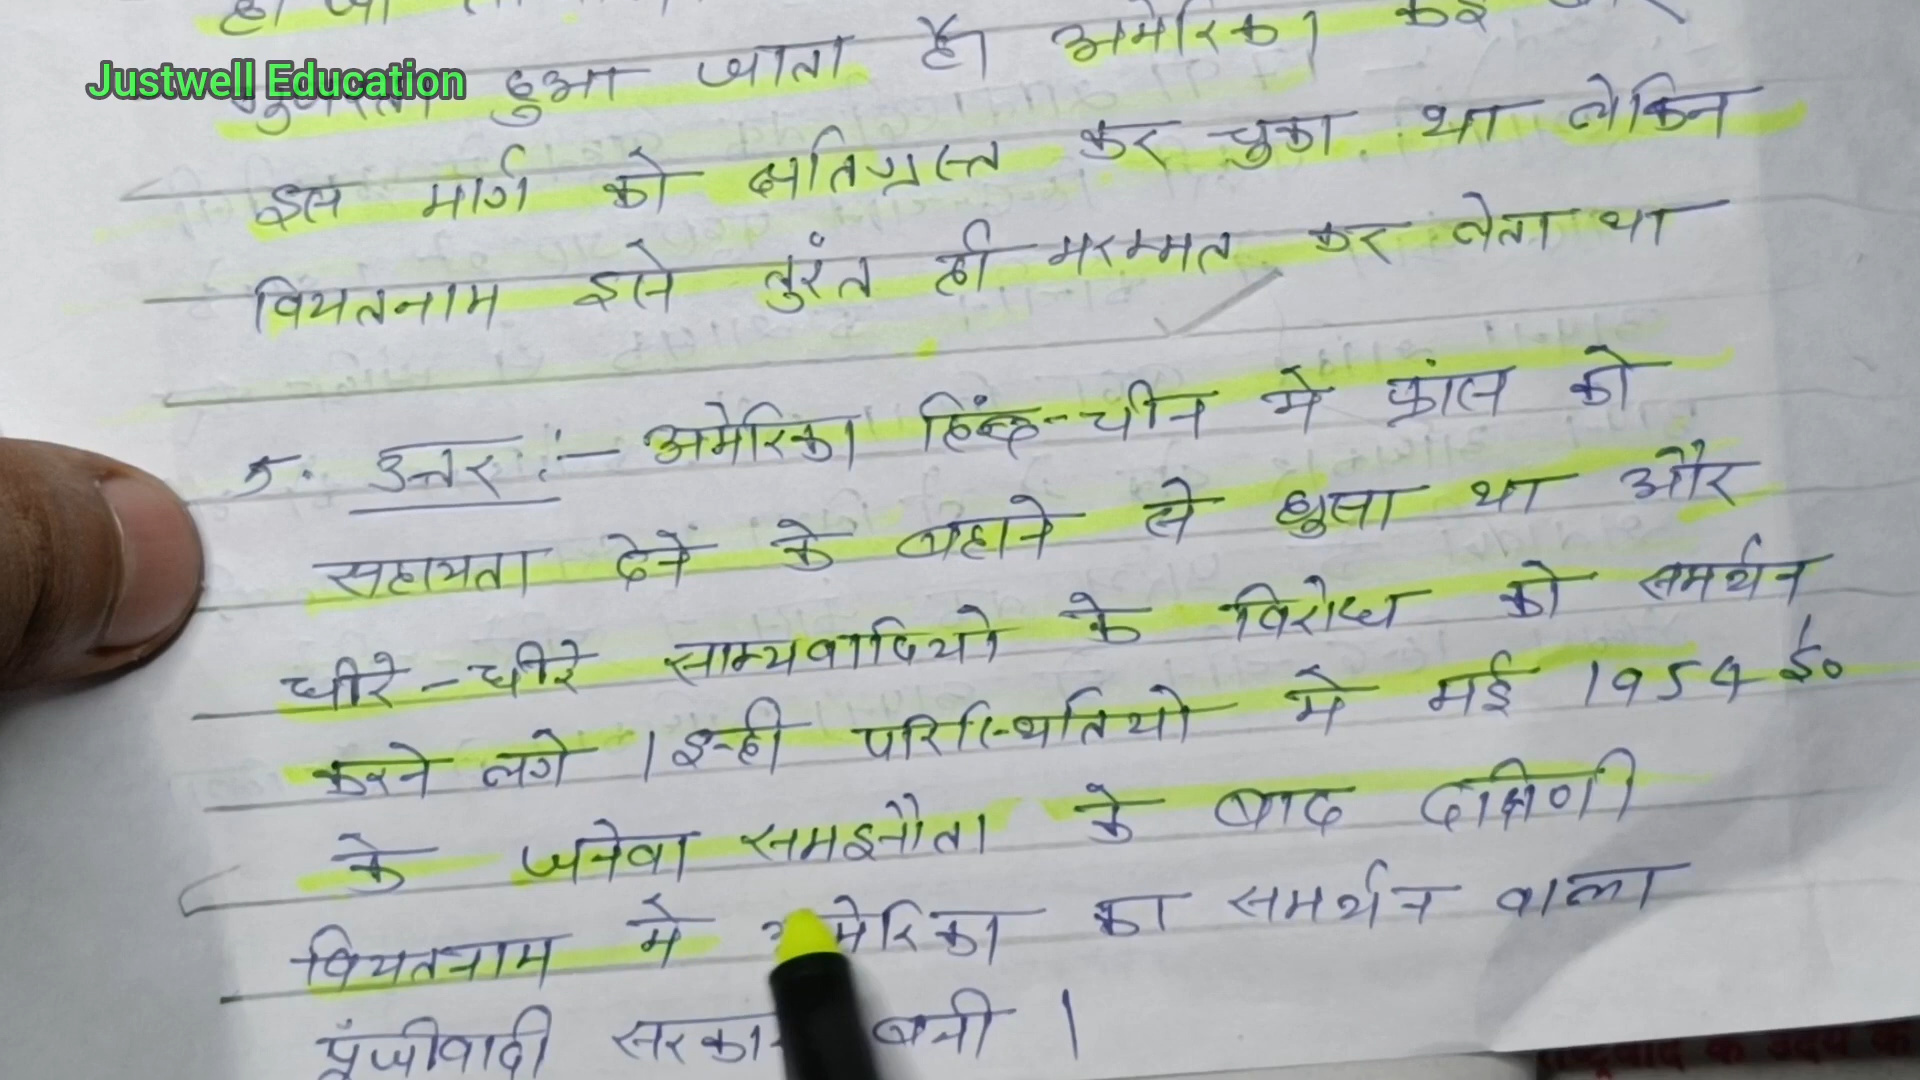 हुआ जाता है। अमेरिका कई
Justwell Education
इस मार्ग को क्षतिग्रस्त कर चुका था लेकिन
वियतनाम इसे तुरंत ही मरम्मत कर लेता था
5. उत्तर :- अमेरिका हिंद-चीन मे फ्रांस को
सहायता देने के बहाने से घुसा था और
धीरे-धीरे साम्यवादियो के विरोध को समर्थन
करने लगे । इन्ही परिस्थितियो मे मई 1954 ई०
के जनेवा समझौता के बाद दक्षिणी
वियतनाम मे अमेरिका का समर्थन वाला
पूँजीवादी सरकार बनी ।